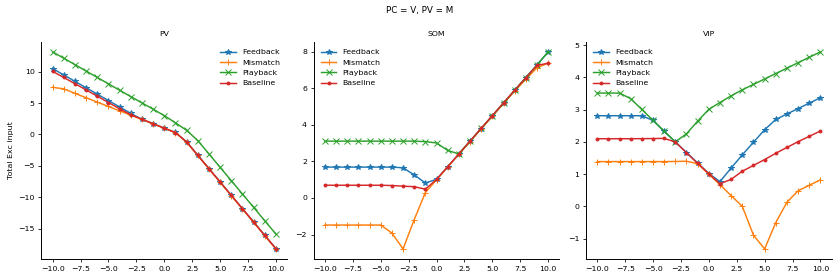 PC = V, PV = M
PV
SOM
VIP
Total Exc Input
10
5
0
−5
−10
−15
−10.0 −7.5 −5.0 −2.5 0.0 2.5 5.0 7.5 10.0
Feedback
Mismatch
Playback
Baseline
8
6
4
2
0
−2
−10.0 −7.5 −5.0 −2.5 0.0 2.5 5.0 7.5 10.0
Feedback
Mismatch
Playback
Baseline
5
4
3
2
1
0
−1
−10.0 −7.5 −5.0 −2.5 0.0 2.5 5.0 7.5 10.0
Feedback
Mismatch
Playback
Baseline